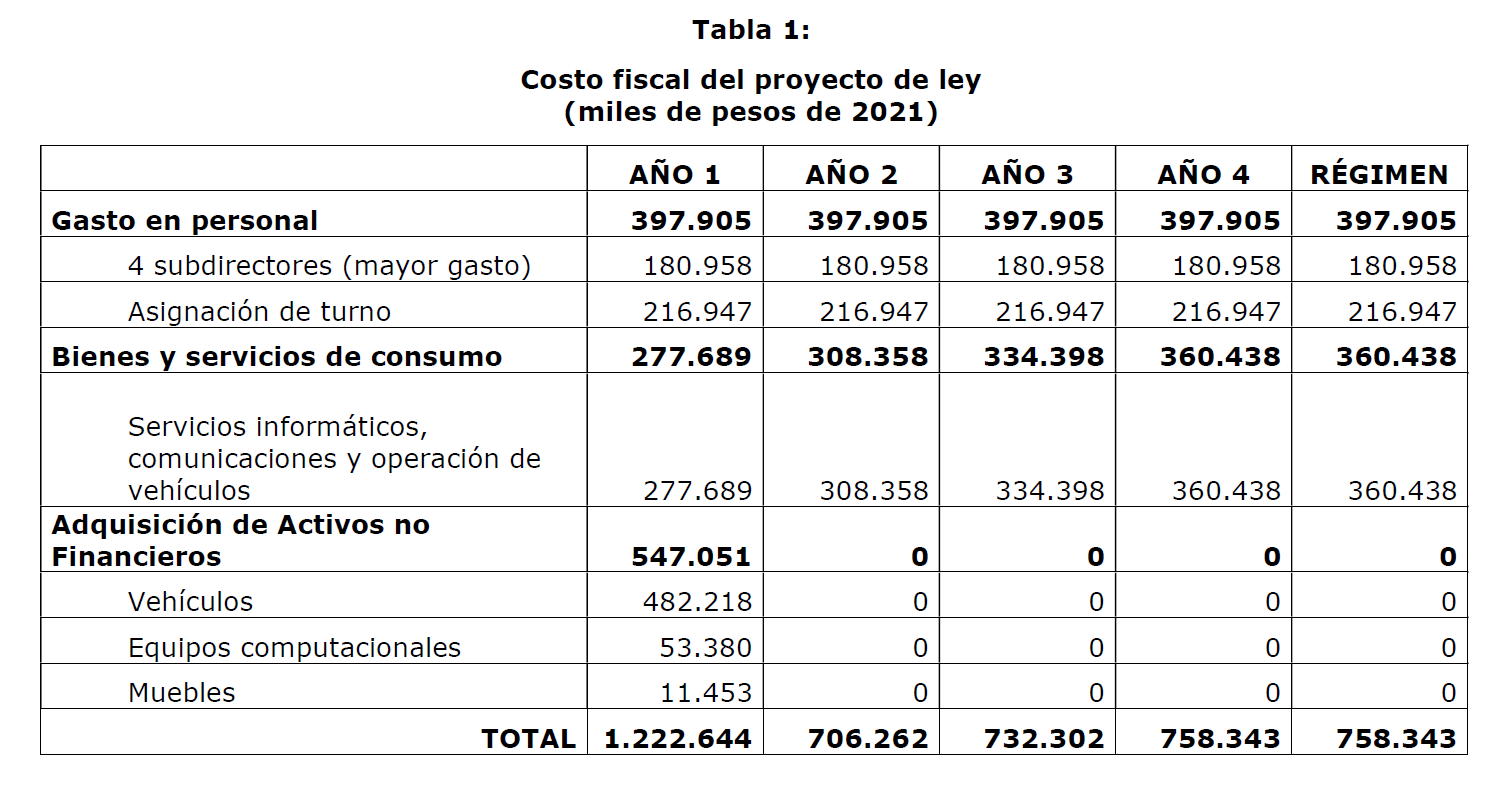 Tabla 1:
Costo fiscal del proyecto de ley
(miles de pesos de 2021)
AÑO 1 AÑO 2 AÑO 3 AÑO 4 RÉGIMEN
Gasto en personal 397.905 397.905 397.905 397.905 397.905
4 subdirectores (mayor gasto) 180.958 180.958 180.958 180.958 180.958
Asignación de turno 216.947 216.947 216.947 216.947 216.947
Bienes y servicios de consumo 277.689 308.358 334.398 360.438 360.438
Servicios informáticos,
comunicaciones y operación de
vehículos 277.689 308.358 334.398 360.438 360.438
Adquisición de Activos no
Financieros 547.051 0 0 0 0
Vehículos 482.218 0 0 0 0
Equipos computacionales 53.380 0 0 0 0
Muebles 11.453 0 0 0 0
TOTAL 1.222.644 706.262 732.302 758.343 758.343